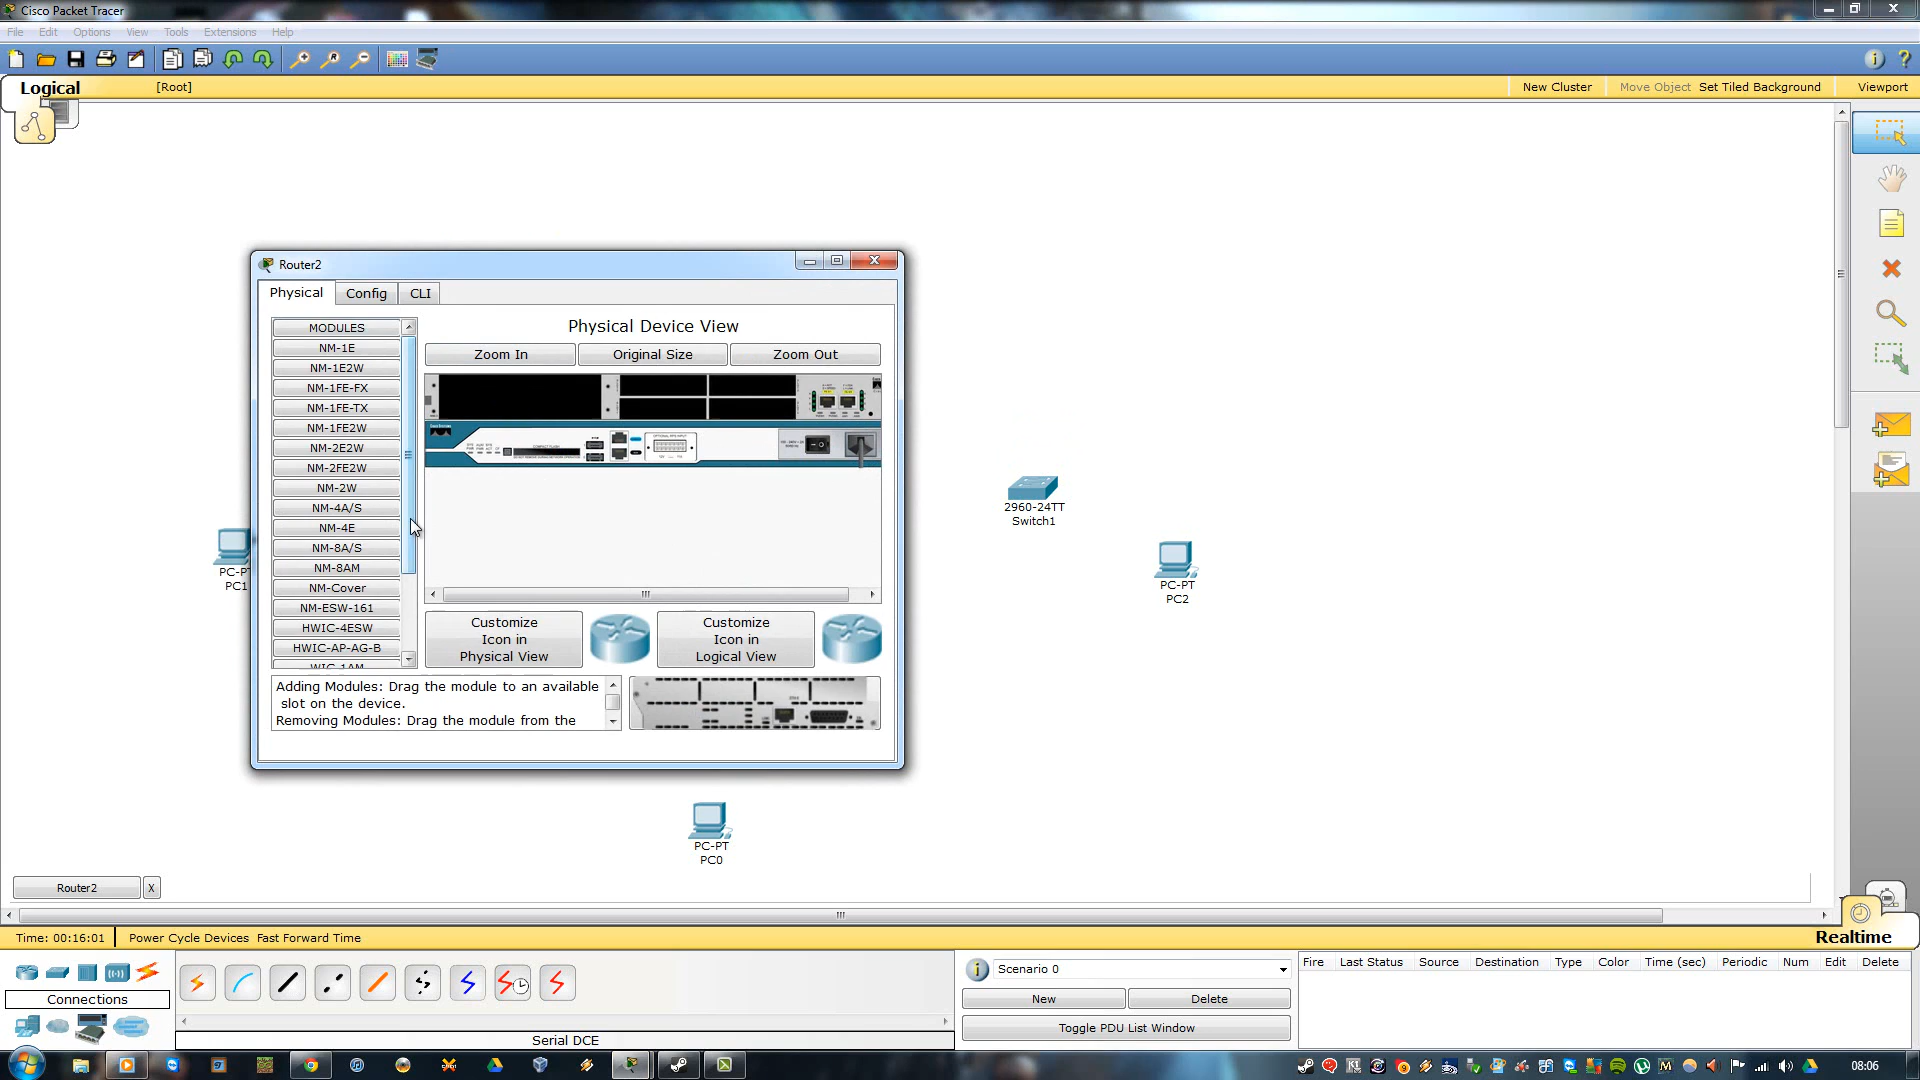 Cisco Packet Tracer
File Edit Options View Tools Extensions Help
Logical [Root] New Cluster Move Object Set Tiled Background Viewport
Router2
Physical Config CLI
MODULES
NM-1E
NM-1E2W
NM-1FE-FX
NM-1FE-TX
NM-1FE2W
NM-2E2W
NM-2FE2W
NM-2W
NM-4A/S
NM-4E
NM-8A/S
NM-8AM
NM-Cover
NM-ESW-161
HWIC-4ESW
HWIC-AP-AG-B
WIC-1AM
Physical Device View
Zoom In Original Size Zoom Out
Customize
Icon in
Physical View
Customize
Icon in
Logical View
Adding Modules: Drag the module to an available
slot on the device.
Removing Modules: Drag the module from the
PC-PT
PC1
2960-24TT
Switch1
PC-PT
PC2
PC-PT
PC0
Router2 X
Time: 00:16:01 Power Cycle Devices Fast Forward Time Realtime
Connections
Serial DCE
Scenario 0
New Delete
Toggle PDU List Window
Fire Last Status Source Destination Type Color Time (sec) Periodic Num Edit Delete
08:06